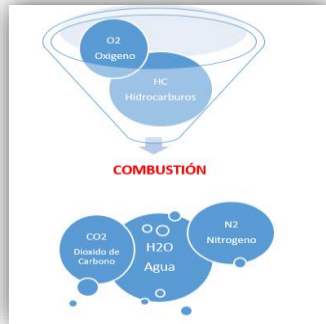 O2
Oxigeno
HC
Hidrocarburos
COMBUSTIÓN
CO2
Dioxido de
Carbono
H2O
Agua
N2
Nitrogeno